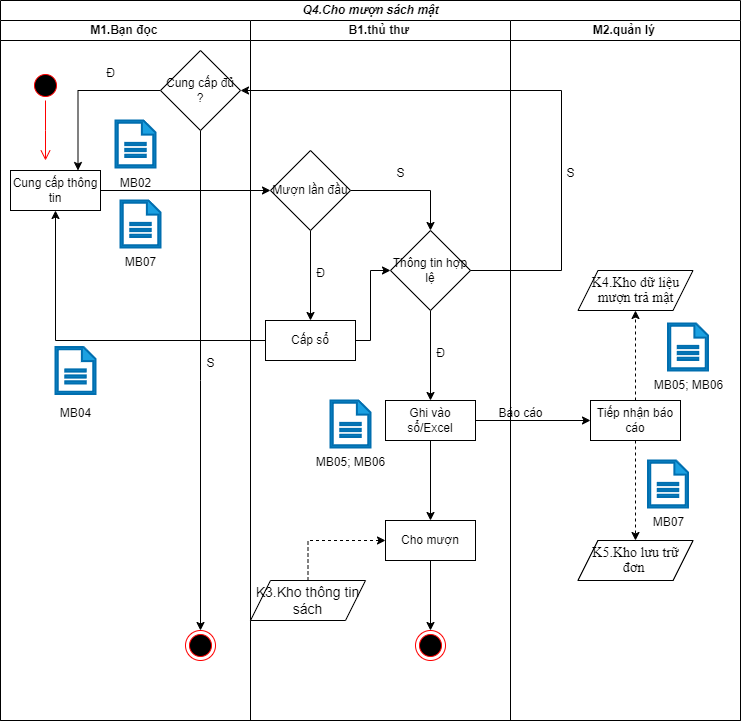 Q4.Cho mượn sách mật
M1.Bạn đọc
B1.thủ thư
M2.quản lý
Đ
Cung cấp đủ
?
Cung cấp thông
tin
MB02
MB07
Mượn lần đầu
S
S
Thông tin hợp
lệ
Đ
Cấp sổ
Đ
S
MB04
K4.Kho dữ liệu
mượn trả mật
MB05; MB06
Ghi vào
sổ/Excel
Báo cáo
Tiếp nhận báo
cáo
MB05; MB06
MB07
Cho mượn
K5.Kho lưu trữ
đơn
K3.Kho thông tin
sách